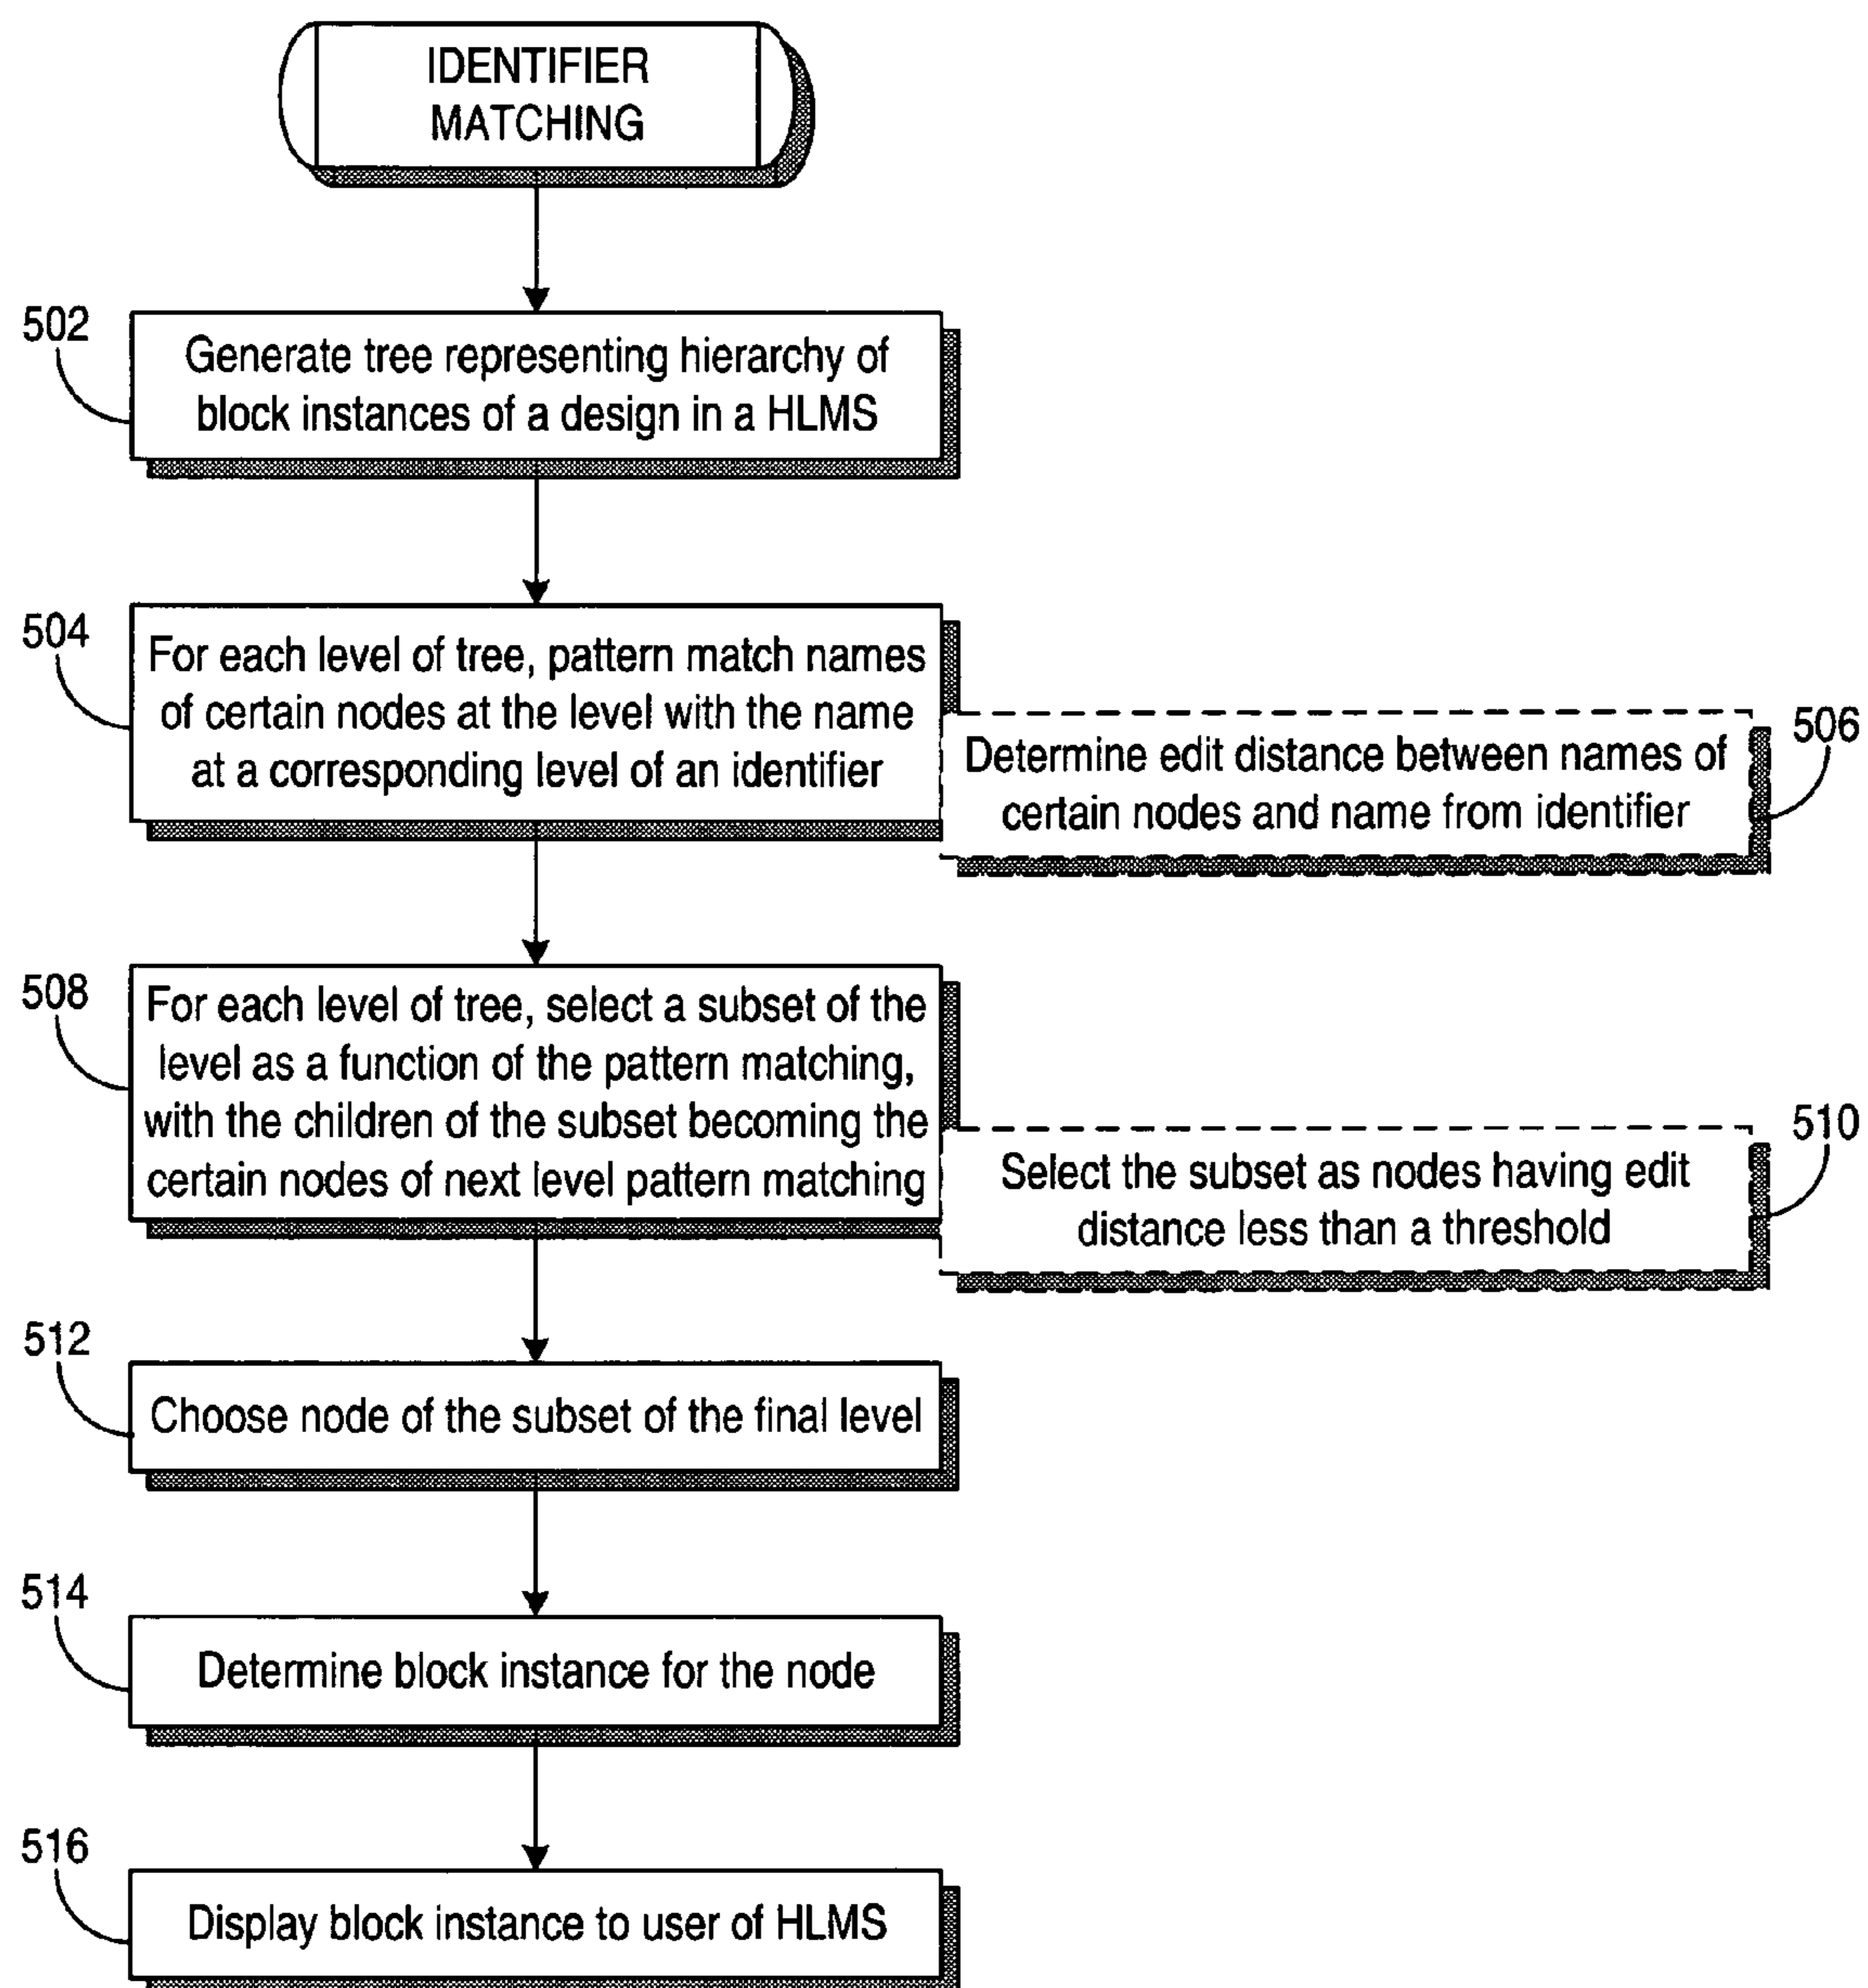 IDENTIFIER
MATCHING
502
Generate tree representing hierarchy of
block instances of a design in a HLMS
504
For each level of tree, pattern match names
of certain nodes at the level with the name
at a corresponding level of an identifier
506
Determine edit distance between names of
certain nodes and name from identifier
508
For each level of tree, select a subset of the
level as a function of the pattern matching,
with the children of the subset becoming the
certain nodes of next level pattern matching
510
Select the subset as nodes having edit
distance less than a threshold
512
Choose node of the subset of the final level
514
Determine block instance for the node
516
Display block instance to user of HLMS